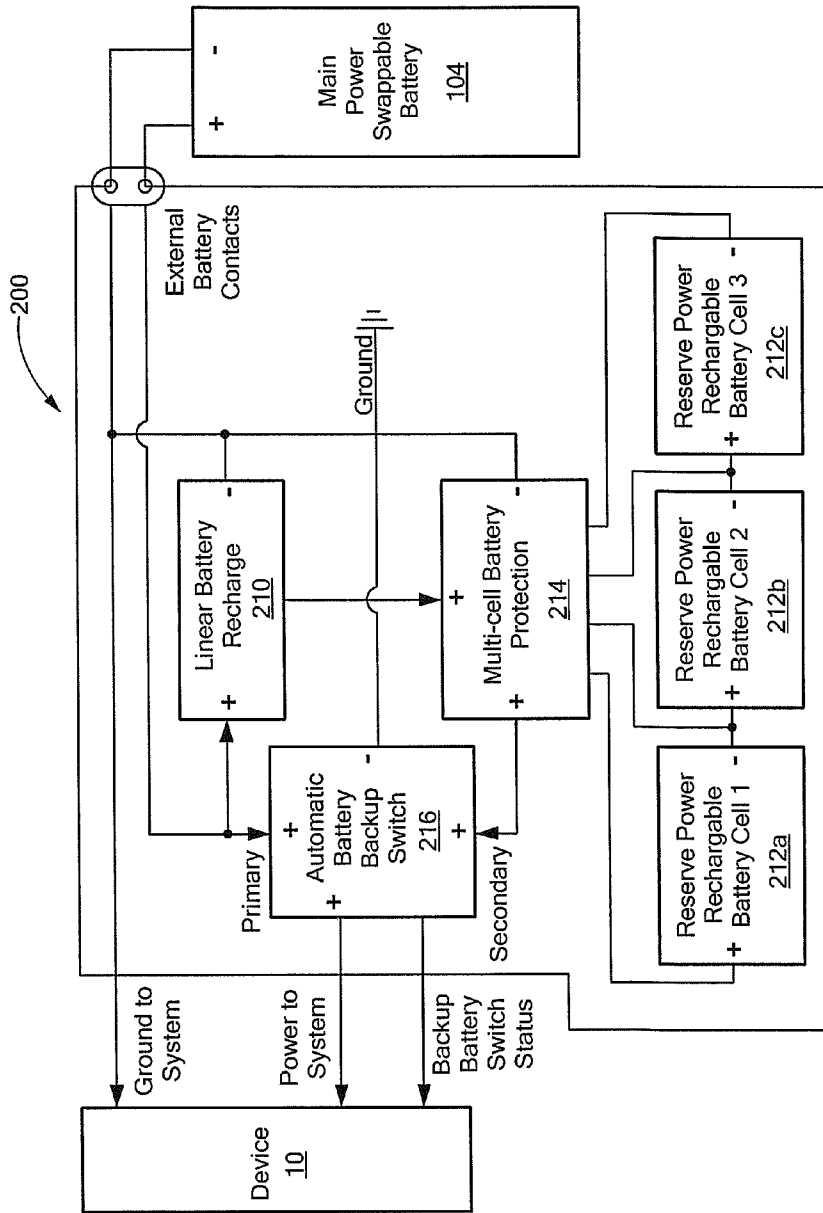 200
Device
10
Ground to
System
Power to
System
Backup
Battery
Switch
Status
Primary
Secondary
+
+
-
+
Automatic
Battery
Backup
Switch
216
+
-
Linear Battery
Recharge
210
+
+
-
Multi-cell Battery
Protection
214
Ground
External
Battery
Contacts
+
-
Main
Power
Swappable
Battery
104
+
-
Reserve Power
Rechargable
Battery Cell 1
212a
+
-
Reserve Power
Rechargable
Battery Cell 2
212b
+
-
Reserve Power
Rechargable
Battery Cell 3
212c